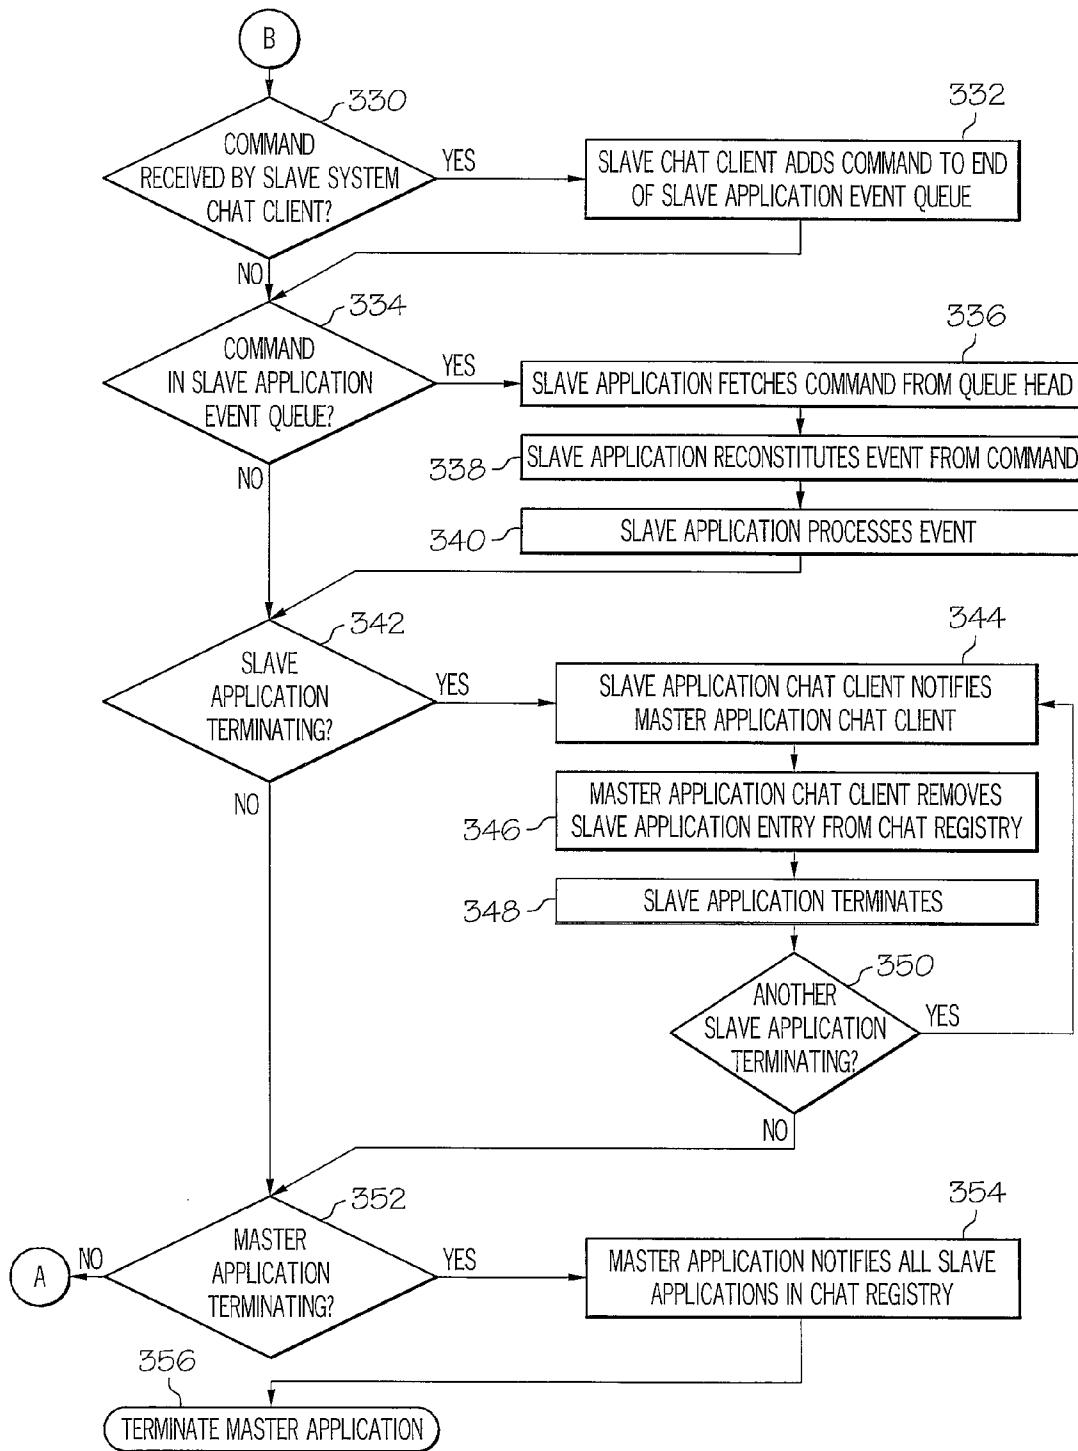 B
330
COMMAND
RECEIVED BY SLAVE SYSTEM
CHAT CLIENT?
YES
332
SLAVE CHAT CLIENT ADDS COMMAND TO END
OF SLAVE APPLICATION EVENT QUEUE
NO
334
COMMAND
IN SLAVE APPLICATION
EVENT QUEUE?
YES
336
SLAVE APPLICATION FETCHES COMMAND FROM QUEUE HEAD
338
SLAVE APPLICATION RECONSTITUTES EVENT FROM COMMAND
NO
340
SLAVE APPLICATION PROCESSES EVENT
342
SLAVE
APPLICATION
TERMINATING?
YES
344
SLAVE APPLICATION CHAT CLIENT NOTIFIES
MASTER APPLICATION CHAT CLIENT
NO
346
MASTER APPLICATION CHAT CLIENT REMOVES
SLAVE APPLICATION ENTRY FROM CHAT REGISTRY
348
SLAVE APPLICATION TERMINATES
350
ANOTHER
SLAVE APPLICATION
TERMINATING?
YES
NO
352
MASTER
APPLICATION
TERMINATING?
NO
A
YES
354
MASTER APPLICATION NOTIFIES ALL SLAVE
APPLICATIONS IN CHAT REGISTRY
356
TERMINATE MASTER APPLICATION